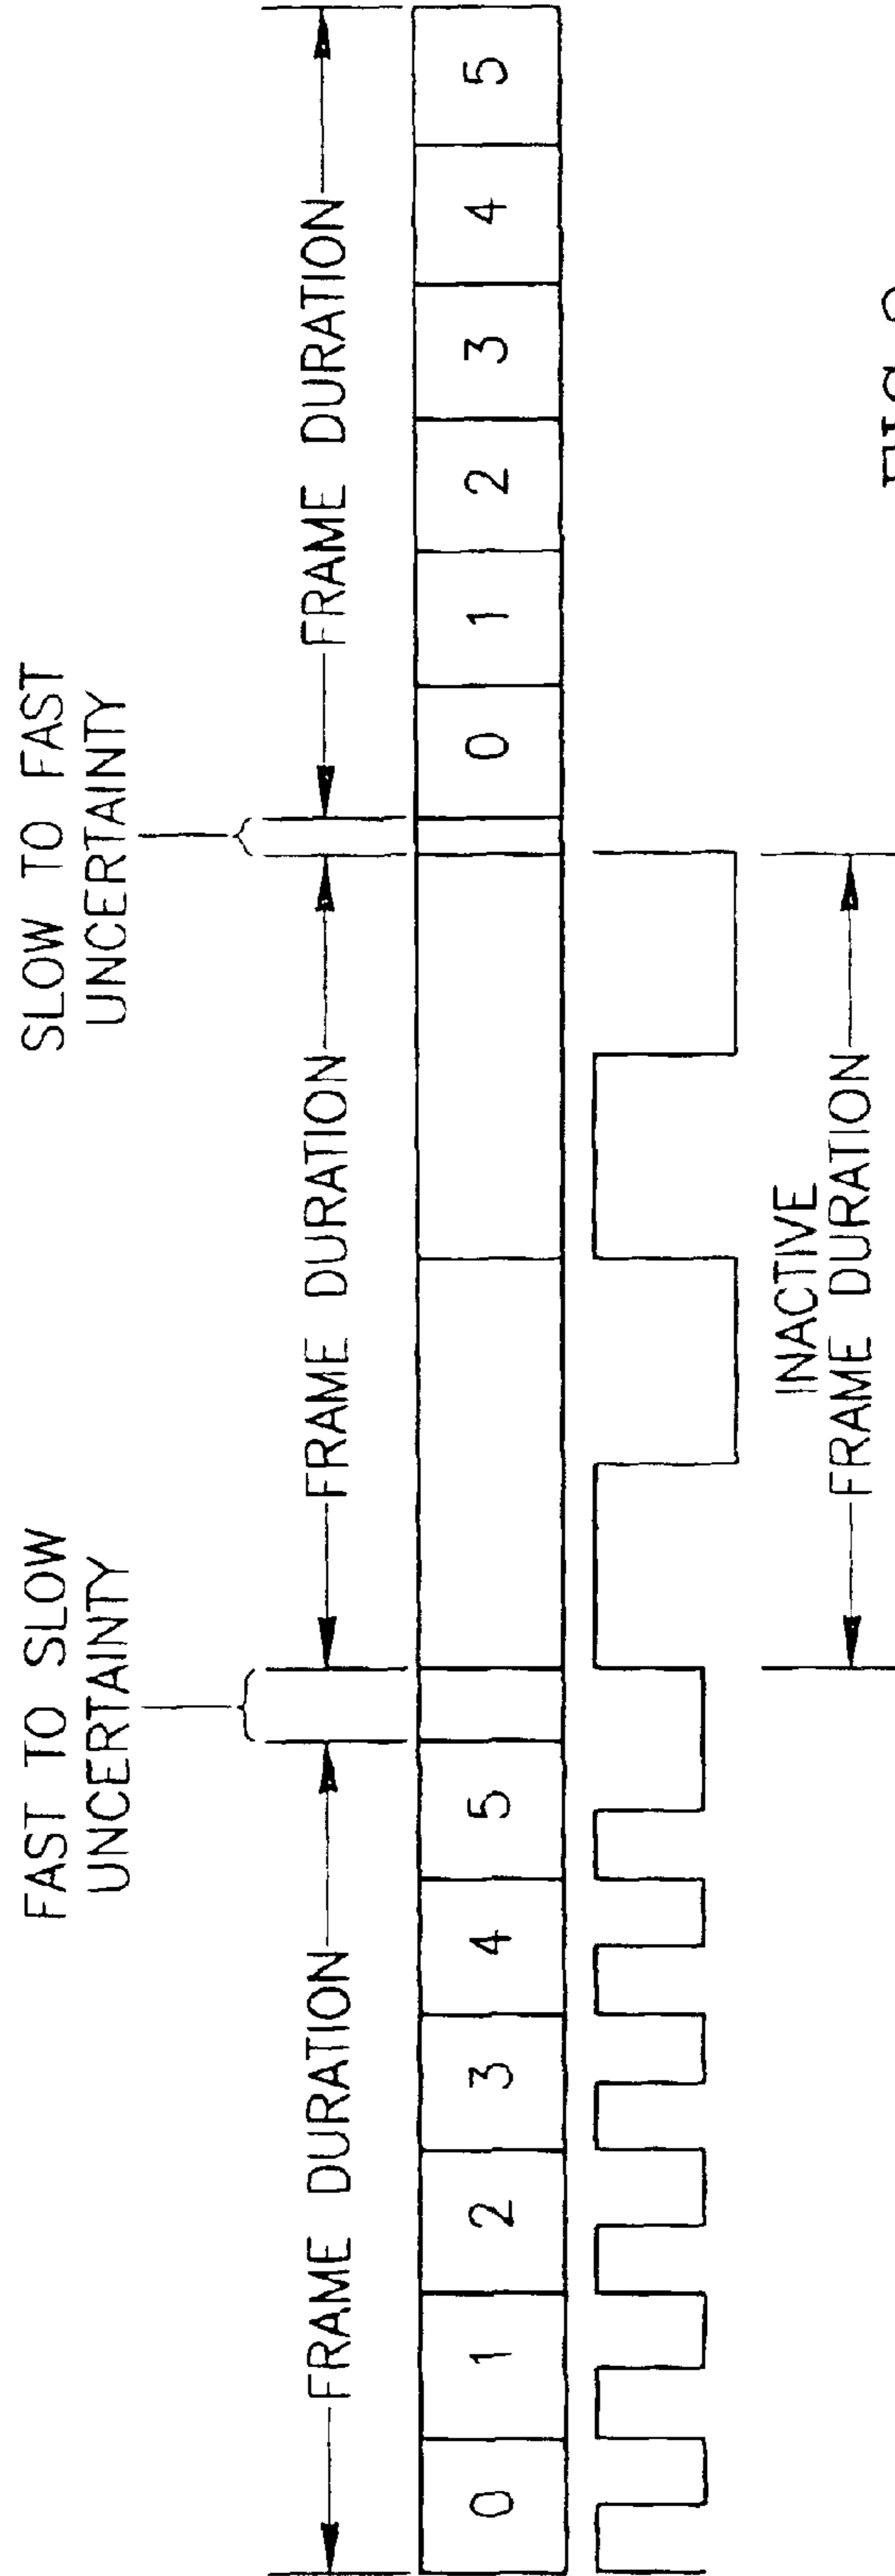 FAST TO SLOW
UNCERTAINTY
SLOW TO FAST
UNCERTAINTY
FRAME DURATION
FRAME DURATION
FRAME DURATION
0 1 2 3 4 5
0 1 2 3 4 5
INACTIVE
FRAME DURATION